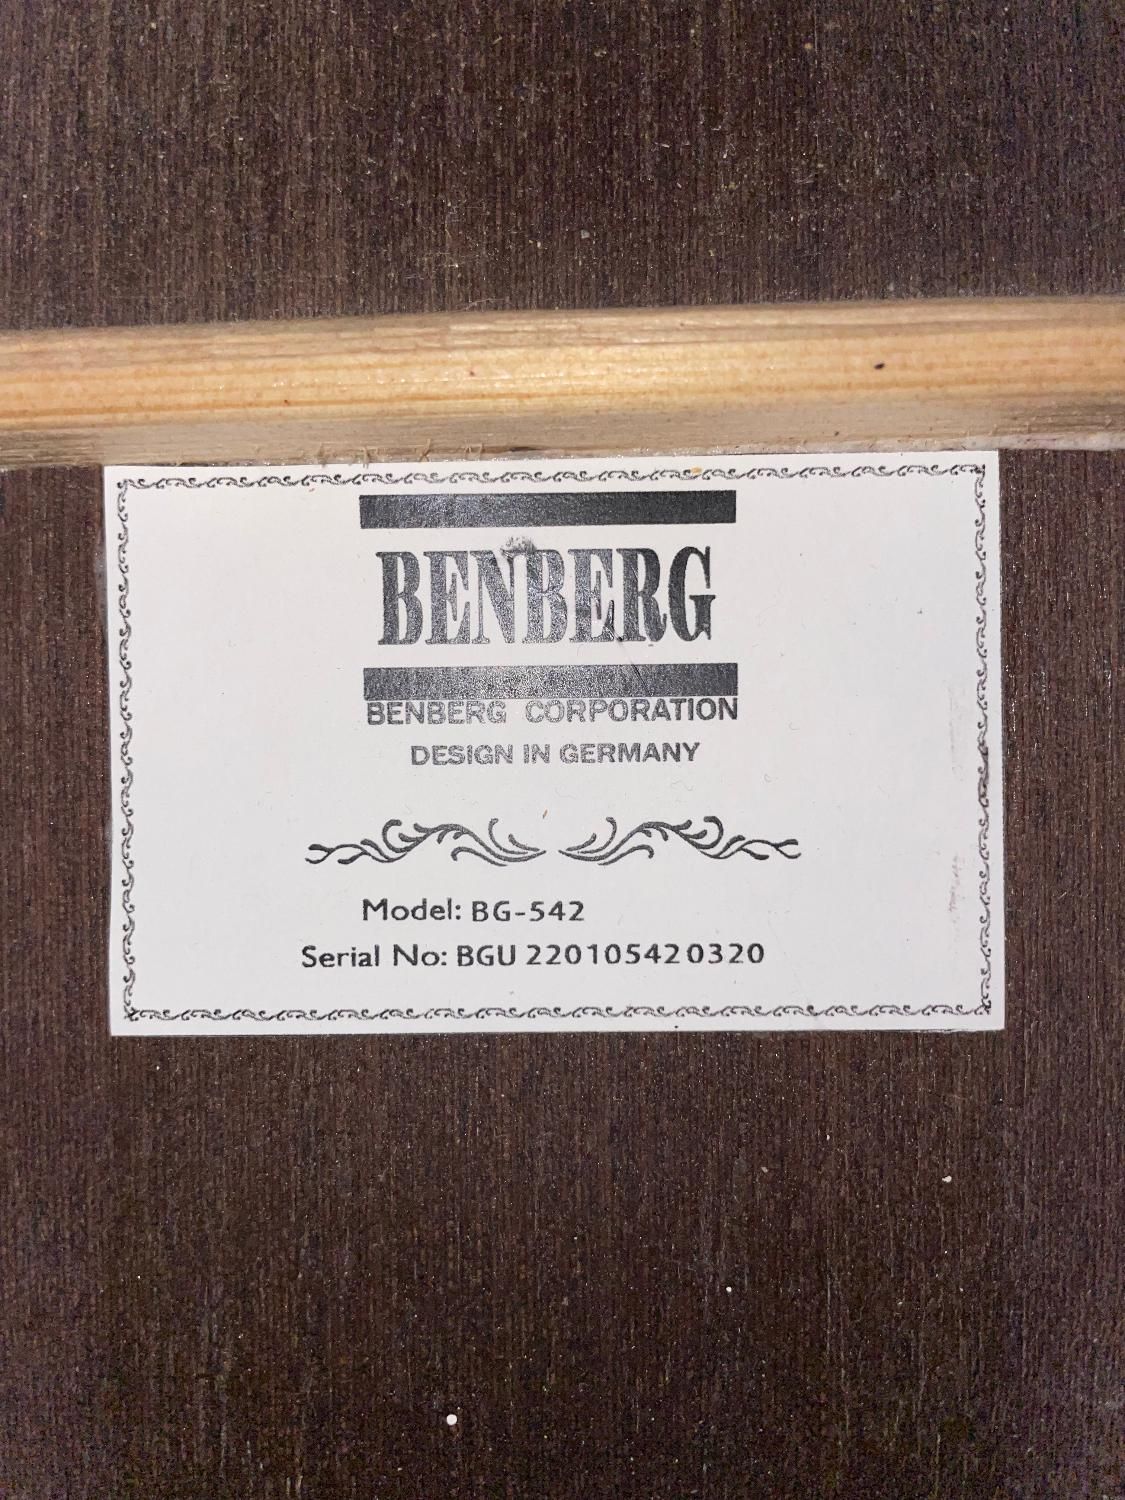 BENBERG
BENBERG CORPORATION
DESIGN IN GERMANY
Model: BG-542
Serial No: BGU 220105420320